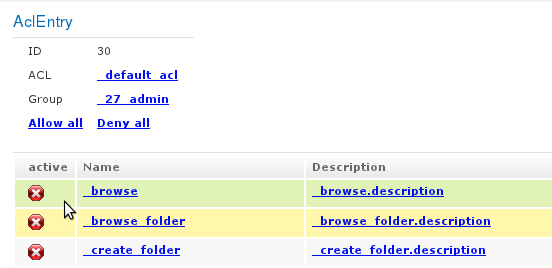 AclEntry
ID 30
ACL _default_acl
Group _27_admin
Allow all Deny all
active Name Description
_browse _browse.description
_browse_folder _browse_folder.description
_create_folder _create_folder.description